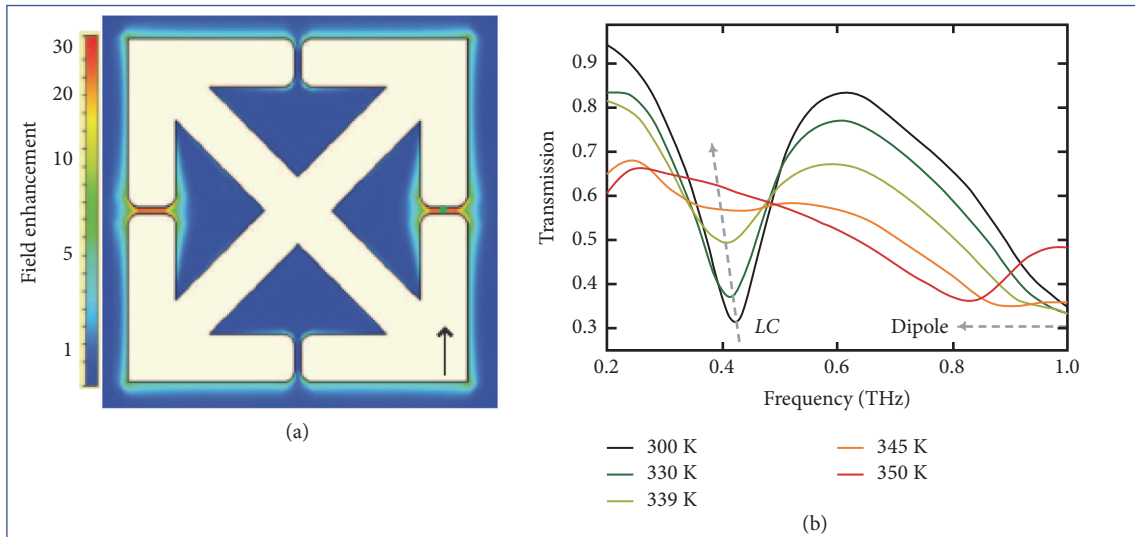 Field enhancement
30
20
10
5
1
(a)
Transmission
0.9
0.8
0.7
0.6
0.5
0.4
0.3
LC
Dipole
0.2
0.4
0.6
0.8
1.0
Frequency (THz)
300 K
330 K
339 K
345 K
350 K
(b)